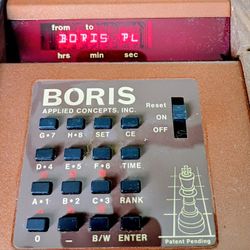 from to
BORIS PL
hrs min sec
BORIS
APPLIED CONCEPTS, INC.
Reset
ON
OFF
G•7 H•8 SET CE
D•4 E•5 F•6 TIME
A•1 B•2 C•3 RANK
0 – B/W ENTER
Patent Pending